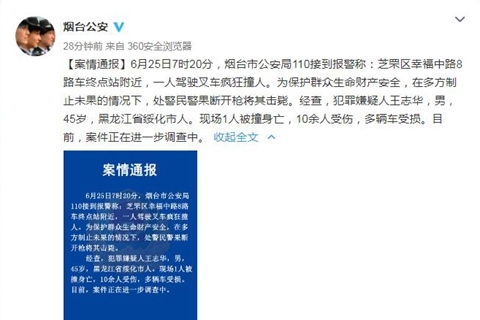 烟台公安
28分钟前 来自 360安全浏览器
【案情通报】6月25日7时20分，烟台市公安局110接到报警称：芝罘区幸福中路8
路车终点站附近，一人驾驶叉车疯狂撞人。为保护群众生命财产安全，在多方制
止未果的情况下，处警民警果断开枪将其击毙。经查，犯罪嫌疑人王志华，男，
45岁，黑龙江省绥化市人。现场1人被撞身亡，10余人受伤，多辆车受损。目
前，案件正在进一步调查中。 收起全文
案情通报
6月25日7时20分，烟台市公安局
110接到报警称：芝罘区幸福中路8路
车终点站附近，一人驾驶叉车疯狂撞
人。为保护群众生命财产安全，在多
方制止未果的情况下，处警民警果断
开枪将其击毙。
经查，犯罪嫌疑人王志华，男，
45岁，黑龙江省绥化市人。现场1人被
撞身亡，10余人受伤，多辆车受损。
目前，案件正在进一步调查中。